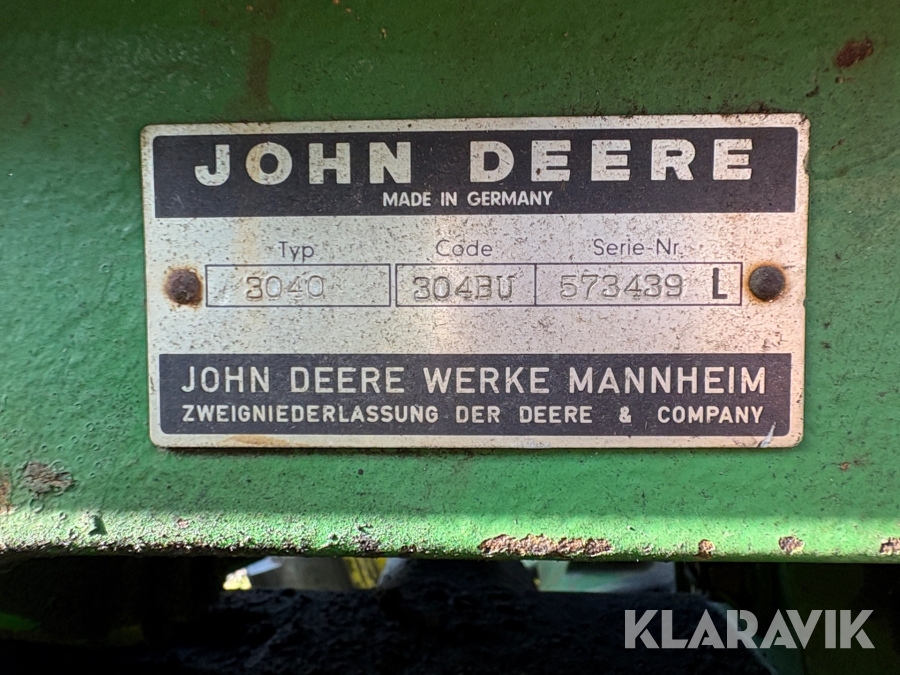 JOHN DEERE
MADE IN GERMANY
Typ Code Serie-Nr.
3040 304BU 573439 L
JOHN DEERE WERKE MANNHEIM
ZWEIGNIEDERLASSUNG DER DEERE & COMPANY
KLARAVIK